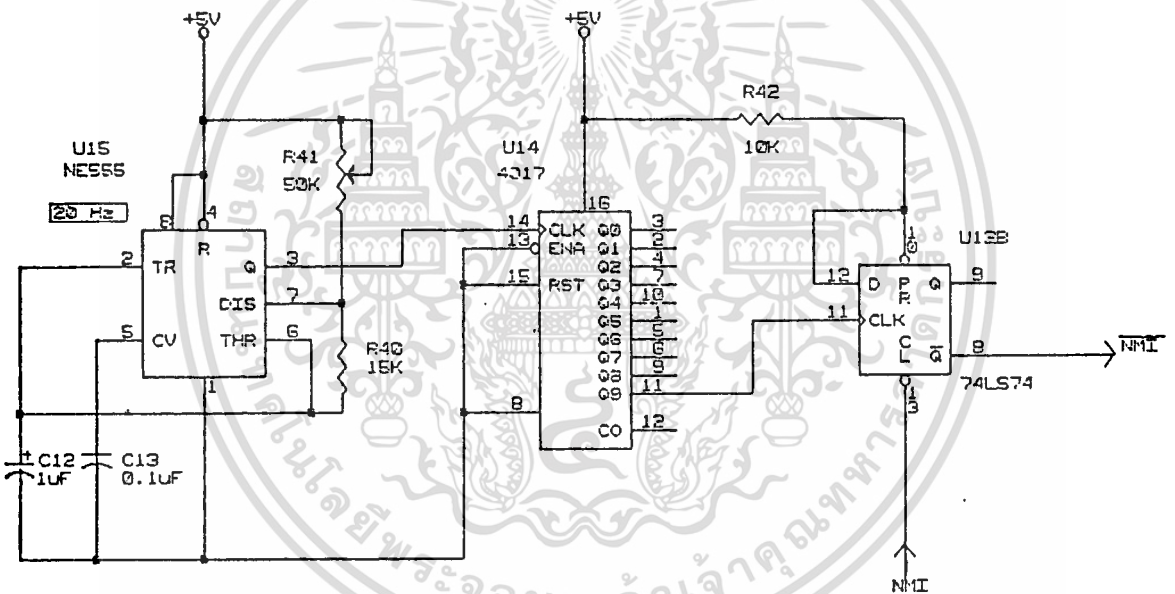 +5V
+5V
R42
10K
U15
NE555
20 Hz
R41
50K
U14
4017
8
4
R
2
TR
Q
3
7
DIS
5
CV
THR
6
1
R40
15K
+
C12
1uF
C13
0.1uF
16
14
CLK
Q0
3
13
ENA
Q1
2
15
RST
Q2
4
Q3
7
Q4
10
Q5
1
Q6
5
Q7
6
Q8
9
Q9
11
8
CO
12
10
U13B
12
D
PR
Q
9
11
CLK
CL
Q
8
13
74LS74
NMI
NMI